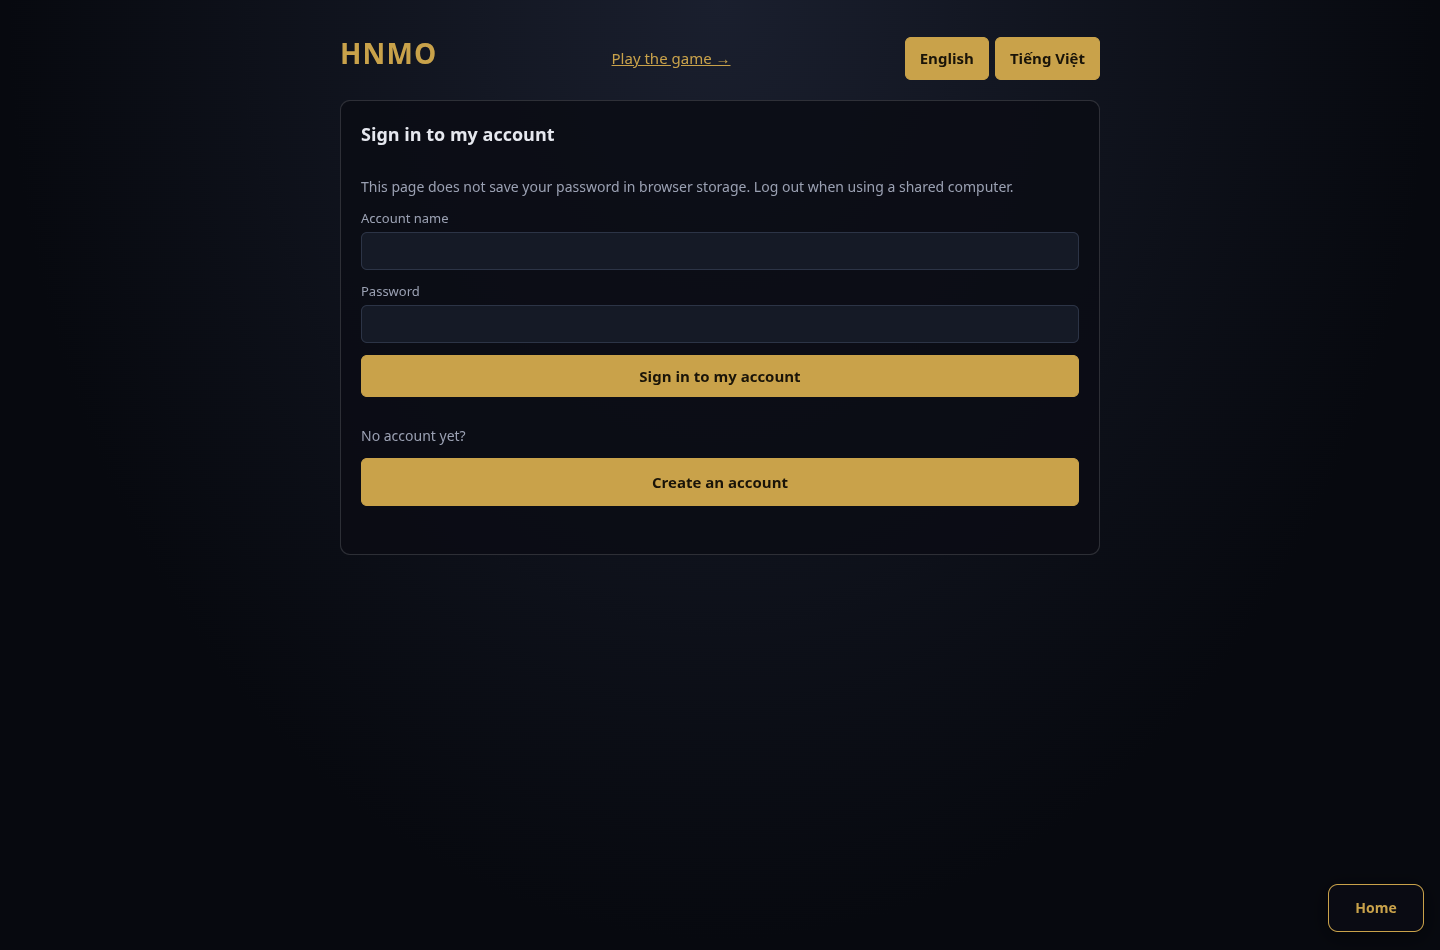 HNMO
Play the game →
English
Tiếng Việt
Sign in to my account
This page does not save your password in browser storage. Log out when using a shared computer.
Account name
Password
Sign in to my account
No account yet?
Create an account
Home